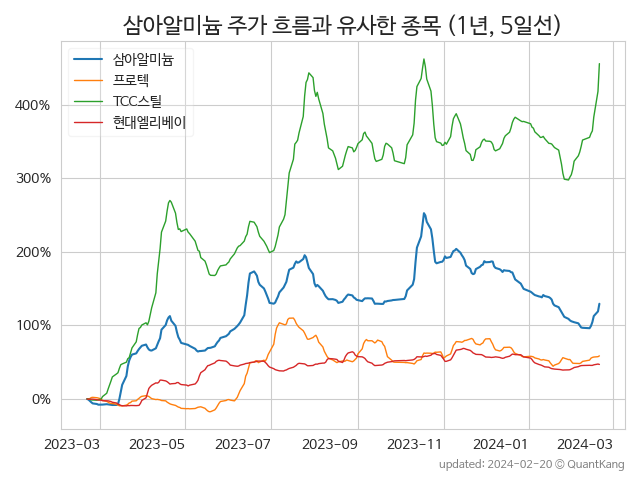 삼아알미늄 주가 흐름과 유사한 종목 (1년, 5일선)
삼아알미늄
프로텍
TCC스틸
현대엘리베이
400%
300%
200%
100%
0%
2023-03 2023-05 2023-07 2023-09 2023-11 2024-01 2024-03
updated: 2024-02-20 © QuantKang